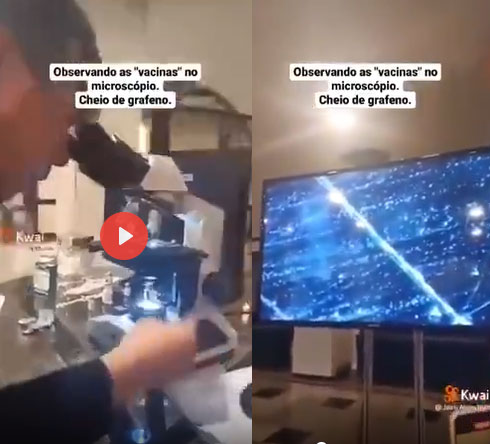 Observando as "vacinas" no
microscópio.
Cheio de grafeno.
Kwai
Observando as "vacinas" no
microscópio.
Cheio de grafeno.
Kwai